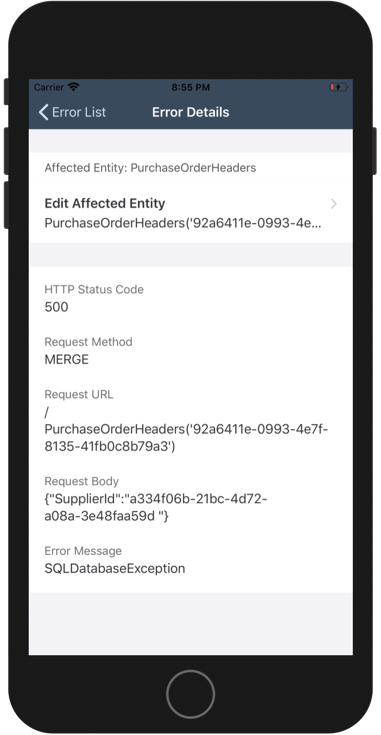 Carrier 8:55 PM
Error List Error Details
Affected Entity: PurchaseOrderHeaders
Edit Affected Entity
PurchaseOrderHeaders('92a6411e-0993-4e...
HTTP Status Code
500
Request Method
MERGE
Request URL
/
PurchaseOrderHeaders('92a6411e-0993-4e7f-
8135-41fb0c8b79a3')
Request Body
{"SupplierId":"a334f06b-21bc-4d72-
a08a-3e48faa59d "}
Error Message
SQLDatabaseException